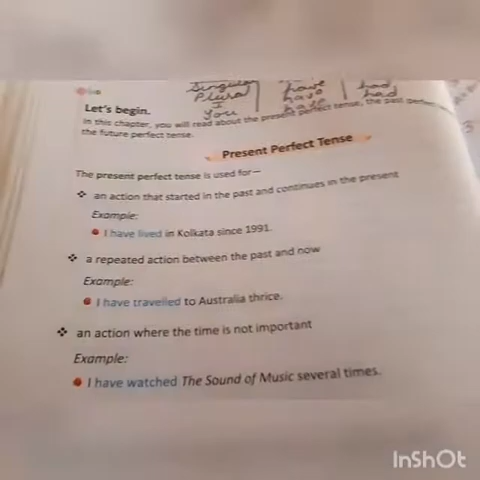 Singular have had
Plural has had
I have
You
Let's begin.
In this chapter, you will read about the present perfect tense, the past perfect
the future perfect tense.
Present Perfect Tense
The present perfect tense is used for—
❖ an action that started in the past and continues in the present
Example:
● I have lived in Kolkata since 1991.
❖ a repeated action between the past and now
Example:
● I have travelled to Australia thrice.
❖ an action where the time is not important
Example:
● I have watched The Sound of Music several times.
InShOt